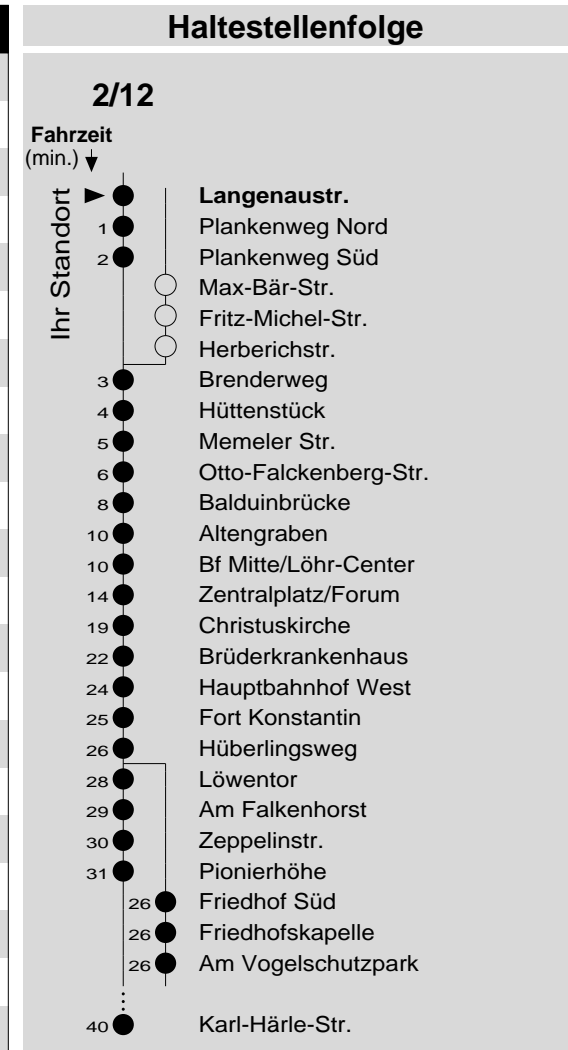 Haltestellenfolge
2/12
Fahrzeit
(min.)
Ihr Standort
Langenaustr.
1 Plankenweg Nord
2 Plankenweg Süd
Max-Bär-Str.
Fritz-Michel-Str.
Herberichstr.
3 Brenderweg
4 Hüttenstück
5 Memeler Str.
6 Otto-Falckenberg-Str.
8 Balduinbrücke
10 Altengraben
10 Bf Mitte/Löhr-Center
14 Zentralplatz/Forum
19 Christuskirche
22 Brüderkrankenhaus
24 Hauptbahnhof West
25 Fort Konstantin
26 Hüberlingsweg
28 Löwentor
29 Am Falkenhorst
30 Zeppelinstr.
31 Pionierhöhe
26 Friedhof Süd
26 Friedhofskapelle
26 Am Vogelschutzpark
40 Karl-Härle-Str.